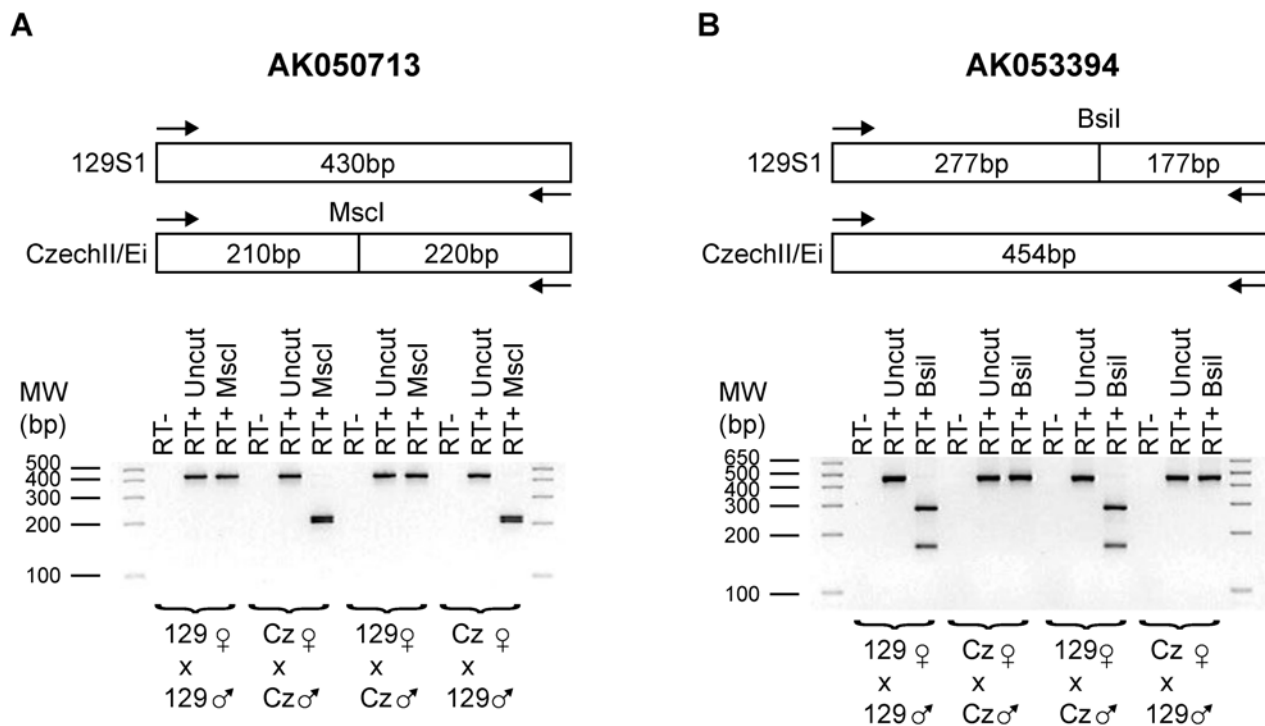 A
AK050713
129S1
430bp
MscI
CzechII/Ei
210bp
220bp
MW
(bp)
RT-
RT+ Uncut
RT+ MscI
RT-
RT+ Uncut
RT+ MscI
RT-
RT+ Uncut
RT+ MscI
RT-
RT+ Uncut
RT+ MscI
500
400
300
200
100
129 ♀
x
129 ♂
Cz ♀
x
Cz ♂
129 ♀
x
Cz ♂
Cz ♀
x
129 ♂
B
AK053394
BsiI
129S1
277bp
177bp
CzechII/Ei
454bp
MW
(bp)
RT-
RT+ Uncut
RT+ BsiI
RT-
RT+ Uncut
RT+ BsiI
RT-
RT+ Uncut
RT+ BsiI
RT-
RT+ Uncut
RT+ BsiI
650
500
400
300
200
100
129 ♀
x
129 ♂
Cz ♀
x
Cz ♂
129 ♀
x
Cz ♂
Cz ♀
x
129 ♂